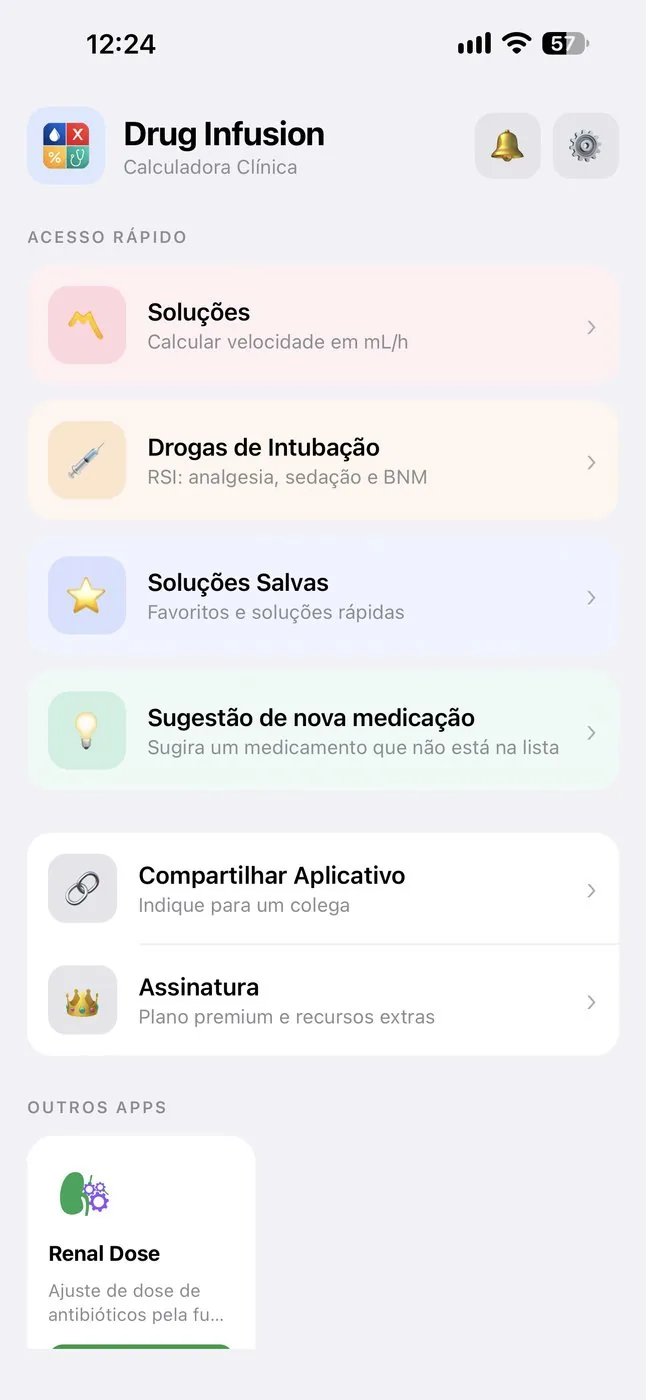 12:24
57
Drug Infusion
Calculadora Clínica
ACESSO RÁPIDO
Soluções
Calcular velocidade em mL/h
Drogas de Intubação
RSI: analgesia, sedação e BNM
Soluções Salvas
Favoritos e soluções rápidas
Sugestão de nova medicação
Sugira um medicamento que não está na lista
Compartilhar Aplicativo
Indique para um colega
Assinatura
Plano premium e recursos extras
OUTROS APPS
Renal Dose
Ajuste de dose de
antibióticos pela fu...